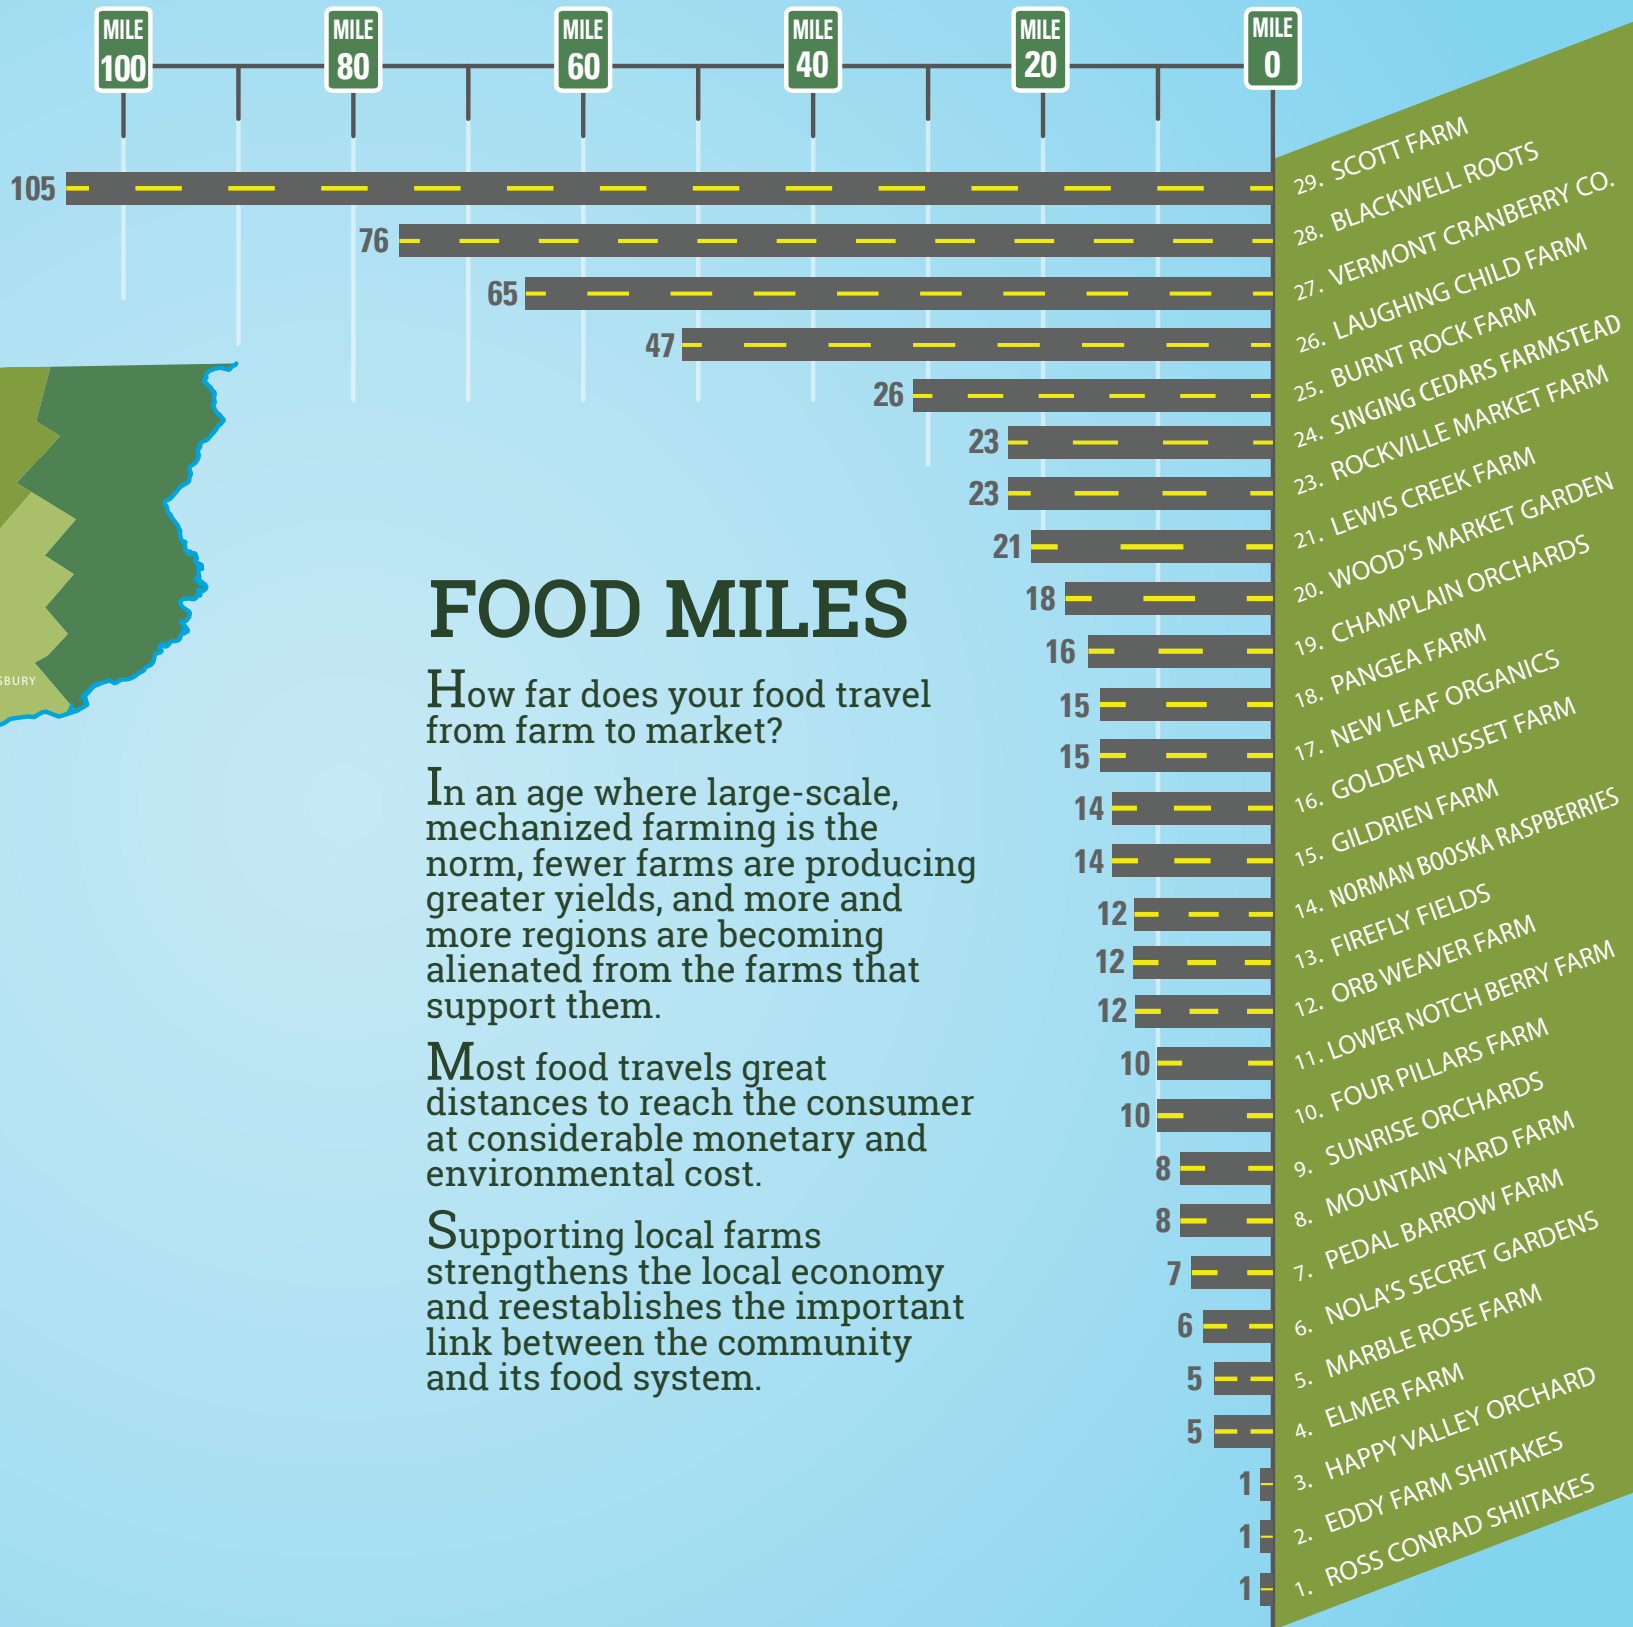 MILE
100
MILE
80
MILE
60
MILE
40
MILE
20
MILE
0
105
29. SCOTT FARM
76
28. BLACKWELL ROOTS
65
27. VERMONT CRANBERRY CO.
47
26. LAUGHING CHILD FARM
26
25. BURNT ROCK FARM
23
24. SINGING CEDARS FARMSTEAD
23
23. ROCKVILLE MARKET FARM
21
21. LEWIS CREEK FARM
18
20. WOOD'S MARKET GARDEN
16
19. CHAMPLAIN ORCHARDS
15
18. PANGEA FARM
15
17. NEW LEAF ORGANICS
14
16. GOLDEN RUSSET FARM
14
15. GILDRIEN FARM
12
14. NORMAN BOOSKA RASPBERRIES
12
13. FIREFLY FIELDS
12
12. ORB WEAVER FARM
10
11. LOWER NOTCH BERRY FARM
10
10. FOUR PILLARS FARM
8
9. SUNRISE ORCHARDS
8
8. MOUNTAIN YARD FARM
7
7. PEDAL BARROW FARM
6
6. NOLA'S SECRET GARDENS
5
5. MARBLE ROSE FARM
5
4. ELMER FARM
1
3. HAPPY VALLEY ORCHARD
1
2. EDDY FARM SHIITAKES
1
1. ROSS CONRAD SHIITAKES
SBURY
FOOD MILES
How far does your food travel
from farm to market?
In an age where large-scale,
mechanized farming is the
norm, fewer farms are producing
greater yields, and more and
more regions are becoming
alienated from the farms that
support them.
Most food travels great
distances to reach the consumer
at considerable monetary and
environmental cost.
Supporting local farms
strengthens the local economy
and reestablishes the important
link between the community
and its food system.